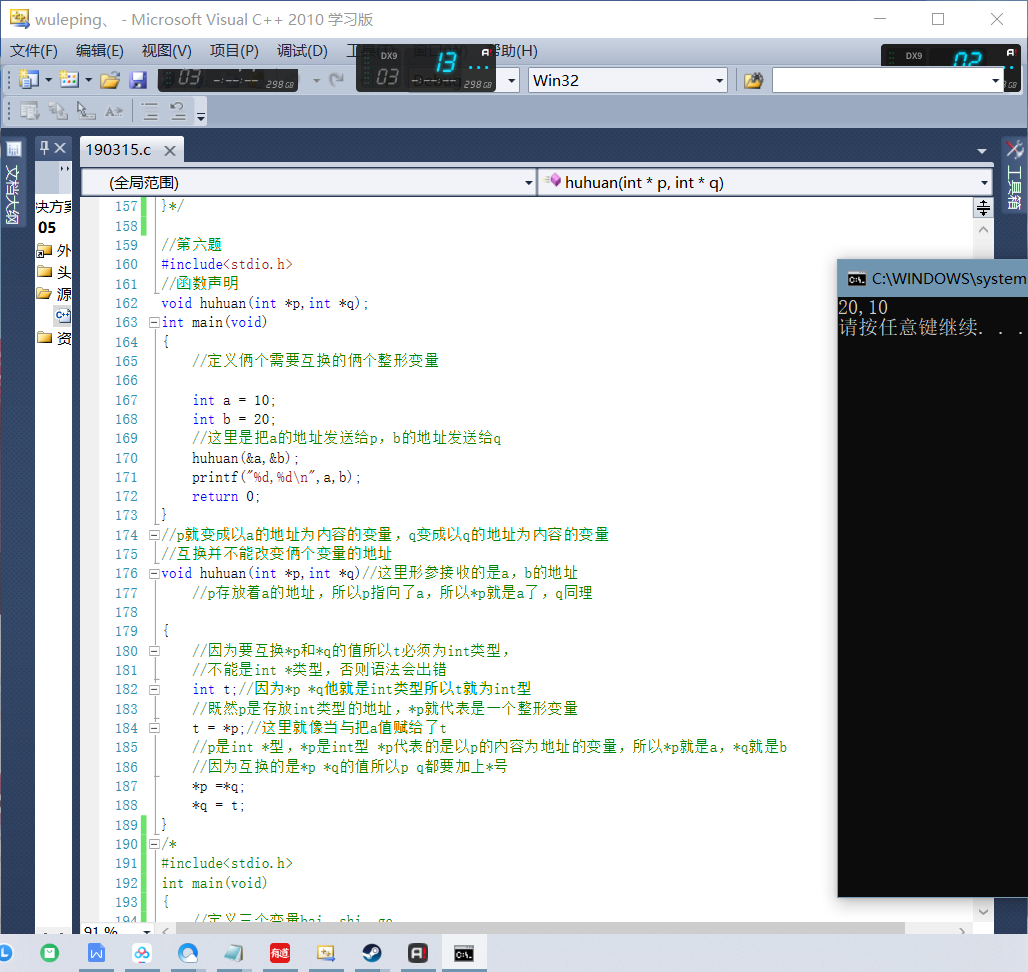 wuleping、 - Microsoft Visual C++ 2010 学习版
文件(F) 编辑(E) 视图(V) 项目(P) 调试(D) 帮助(H)
DX9 13 A
03
298GB
03
298GB
DX9 02 A
Win32
190315.c
文档大纲
工具箱
(全局范围)
huhuan(int * p, int * q)
05
外
头
源
资
157 }*/
158
159 //第六题
160 #include<stdio.h>
161 //函数声明
162 void huhuan(int *p,int *q);
163 int main(void)
164 {
165 //定义俩个需要互换的俩个整形变量
166
167 int a = 10;
168 int b = 20;
169 //这里是把a的地址发送给p，b的地址发送给q
170 huhuan(&a,&b);
171 printf("%d,%d\n",a,b);
172 return 0;
173 }
174 //p就变成以a的地址为内容的变量，q变成以q的地址为内容的变量
175 //互换并不能改变俩个变量的地址
176 void huhuan(int *p,int *q)//这里形参接收的是a，b的地址
177 //p存放着a的地址，所以p指向了a，所以*p就是a了，q同理
178
179 {
180 //因为要互换*p和*q的值所以t必须为int类型，
181 //不能是int *类型，否则语法会出错
182 int t;//因为*p *q他就是int类型所以t就为int型
183 //既然p是存放int类型的地址，*p就代表是一个整形变量
184 t = *p;//这里就像当与把a值赋给了t
185 //p是int *型，*p是int型 *p代表的是以p的内容为地址的变量，所以*p就是a，*q就是b
186 //因为互换的是*p *q的值所以p q都要加上*号
187 *p =*q;
188 *q = t;
189 }
190 /*
191 #include<stdio.h>
192 int main(void)
193 {
194 //定义三个变量bai，shi，ge
91 %
C:\WINDOWS\system
20,10
请按任意键继续. . .
有道